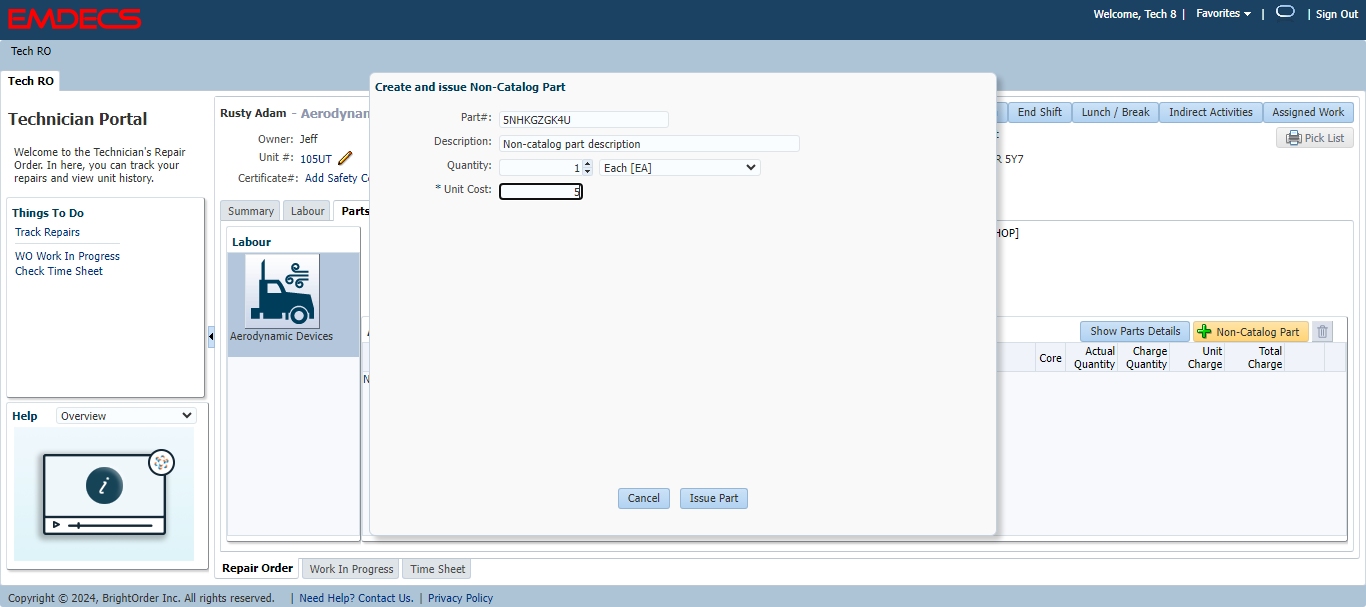 EMDECS
Welcome, Tech 8 | Favorites | | Sign Out
Tech RO
Tech RO
Technician Portal
Welcome to the Technician's Repair
Order. In here, you can track your
repairs and view unit history.
Things To Do
Track Repairs
WO Work In Progress
Check Time Sheet
Help Overview
Rusty Adam - Aerodynam
Owner: Jeff
Unit #: 105UT
Certificate#: Add Safety C
End Shift Lunch / Break Indirect Activities Assigned Work
Pick List
R 5Y7
Summary Labour Parts
HOP]
Labour
Aerodynamic Devices
Create and issue Non-Catalog Part
Part#: 5NHKGZGK4U
Description: Non-catalog part description
Quantity: 1 Each [EA]
* Unit Cost: 5
Cancel Issue Part
Show Parts Details Non-Catalog Part
Core Actual Quantity Charge Quantity Unit Charge Total Charge
N
Repair Order Work In Progress Time Sheet
Copyright © 2024, BrightOrder Inc. All rights reserved. | Need Help? Contact Us. | Privacy Policy